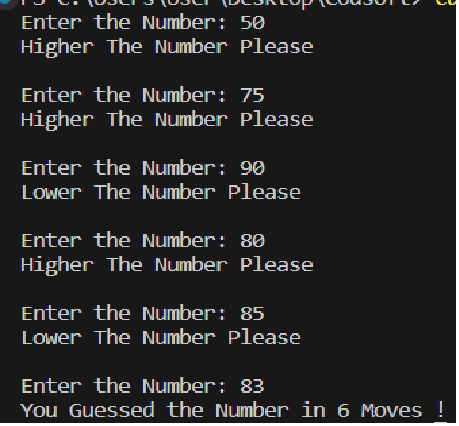 Enter the Number: 50
Higher The Number Please
Enter the Number: 75
Higher The Number Please
Enter the Number: 90
Lower The Number Please
Enter the Number: 80
Higher The Number Please
Enter the Number: 85
Lower The Number Please
Enter the Number: 83
You Guessed the Number in 6 Moves !